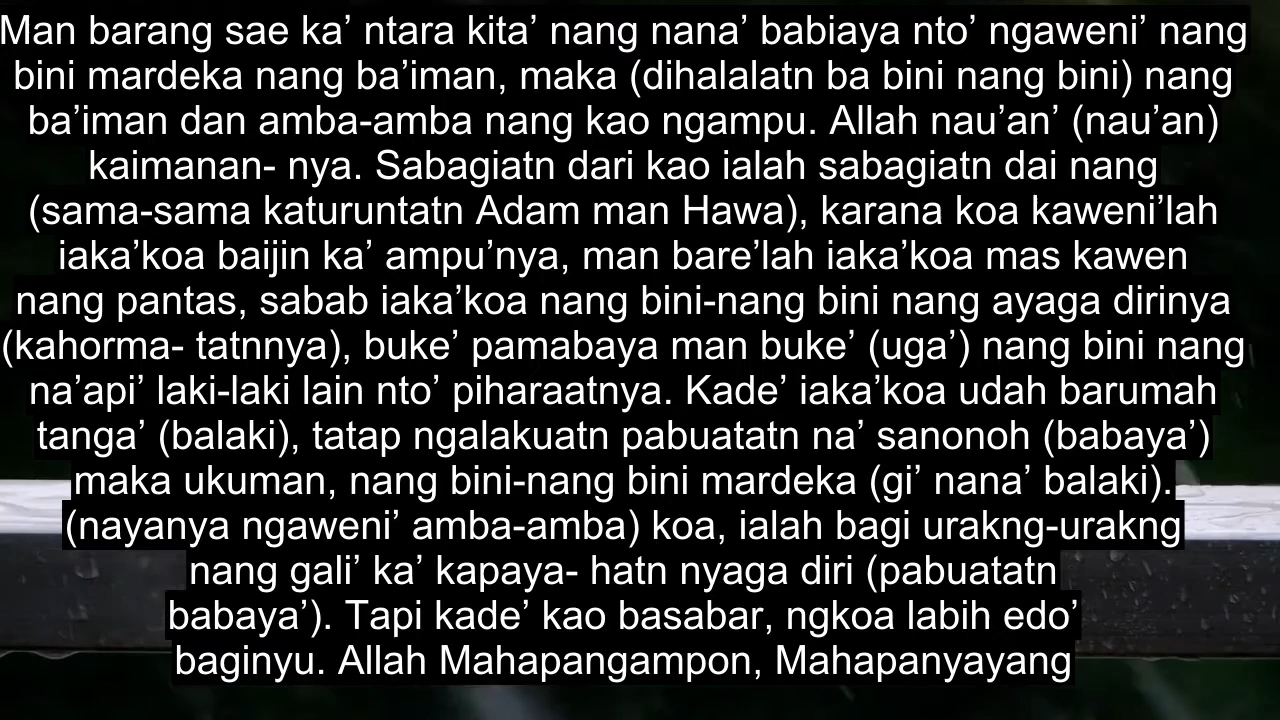 Man barang sae ka’ ntara kita’ nang nana’ babiaya nto’ ngaweni’ nang
bini mardeka nang ba’iman, maka (dihalalatn ba bini nang bini) nang
ba’iman dan amba-amba nang kao ngampu. Allah nau’an’ (nau’an)
kaimanan- nya. Sabagiatn dari kao ialah sabagiatn dai nang
(sama-sama katuruntatn Adam man Hawa), karana koa kaweni’lah
iaka’koa baijin ka’ ampu’nya, man bare’lah iaka’koa mas kawen
nang pantas, sabab iaka’koa nang bini-nang bini nang ayaga dirinya
(kahorma- tatnnya), buke’ pamabaya man buke’ (uga’) nang bini nang
na’api’ laki-laki lain nto’ piharaatnya. Kade’ iaka’koa udah barumah
tanga’ (balaki), tatap ngalakuatn pabuatatn na’ sanonoh (babaya’)
maka ukuman, nang bini-nang bini mardeka (gi’ nana’ balaki).
(nayanya ngaweni’ amba-amba) koa, ialah bagi urakng-urakng
nang gali’ ka’ kapaya- hatn nyaga diri (pabuatatn
babaya’). Tapi kade’ kao basabar, ngkoa labih edo’
baginyu. Allah Mahapangampon, Mahapanyayang